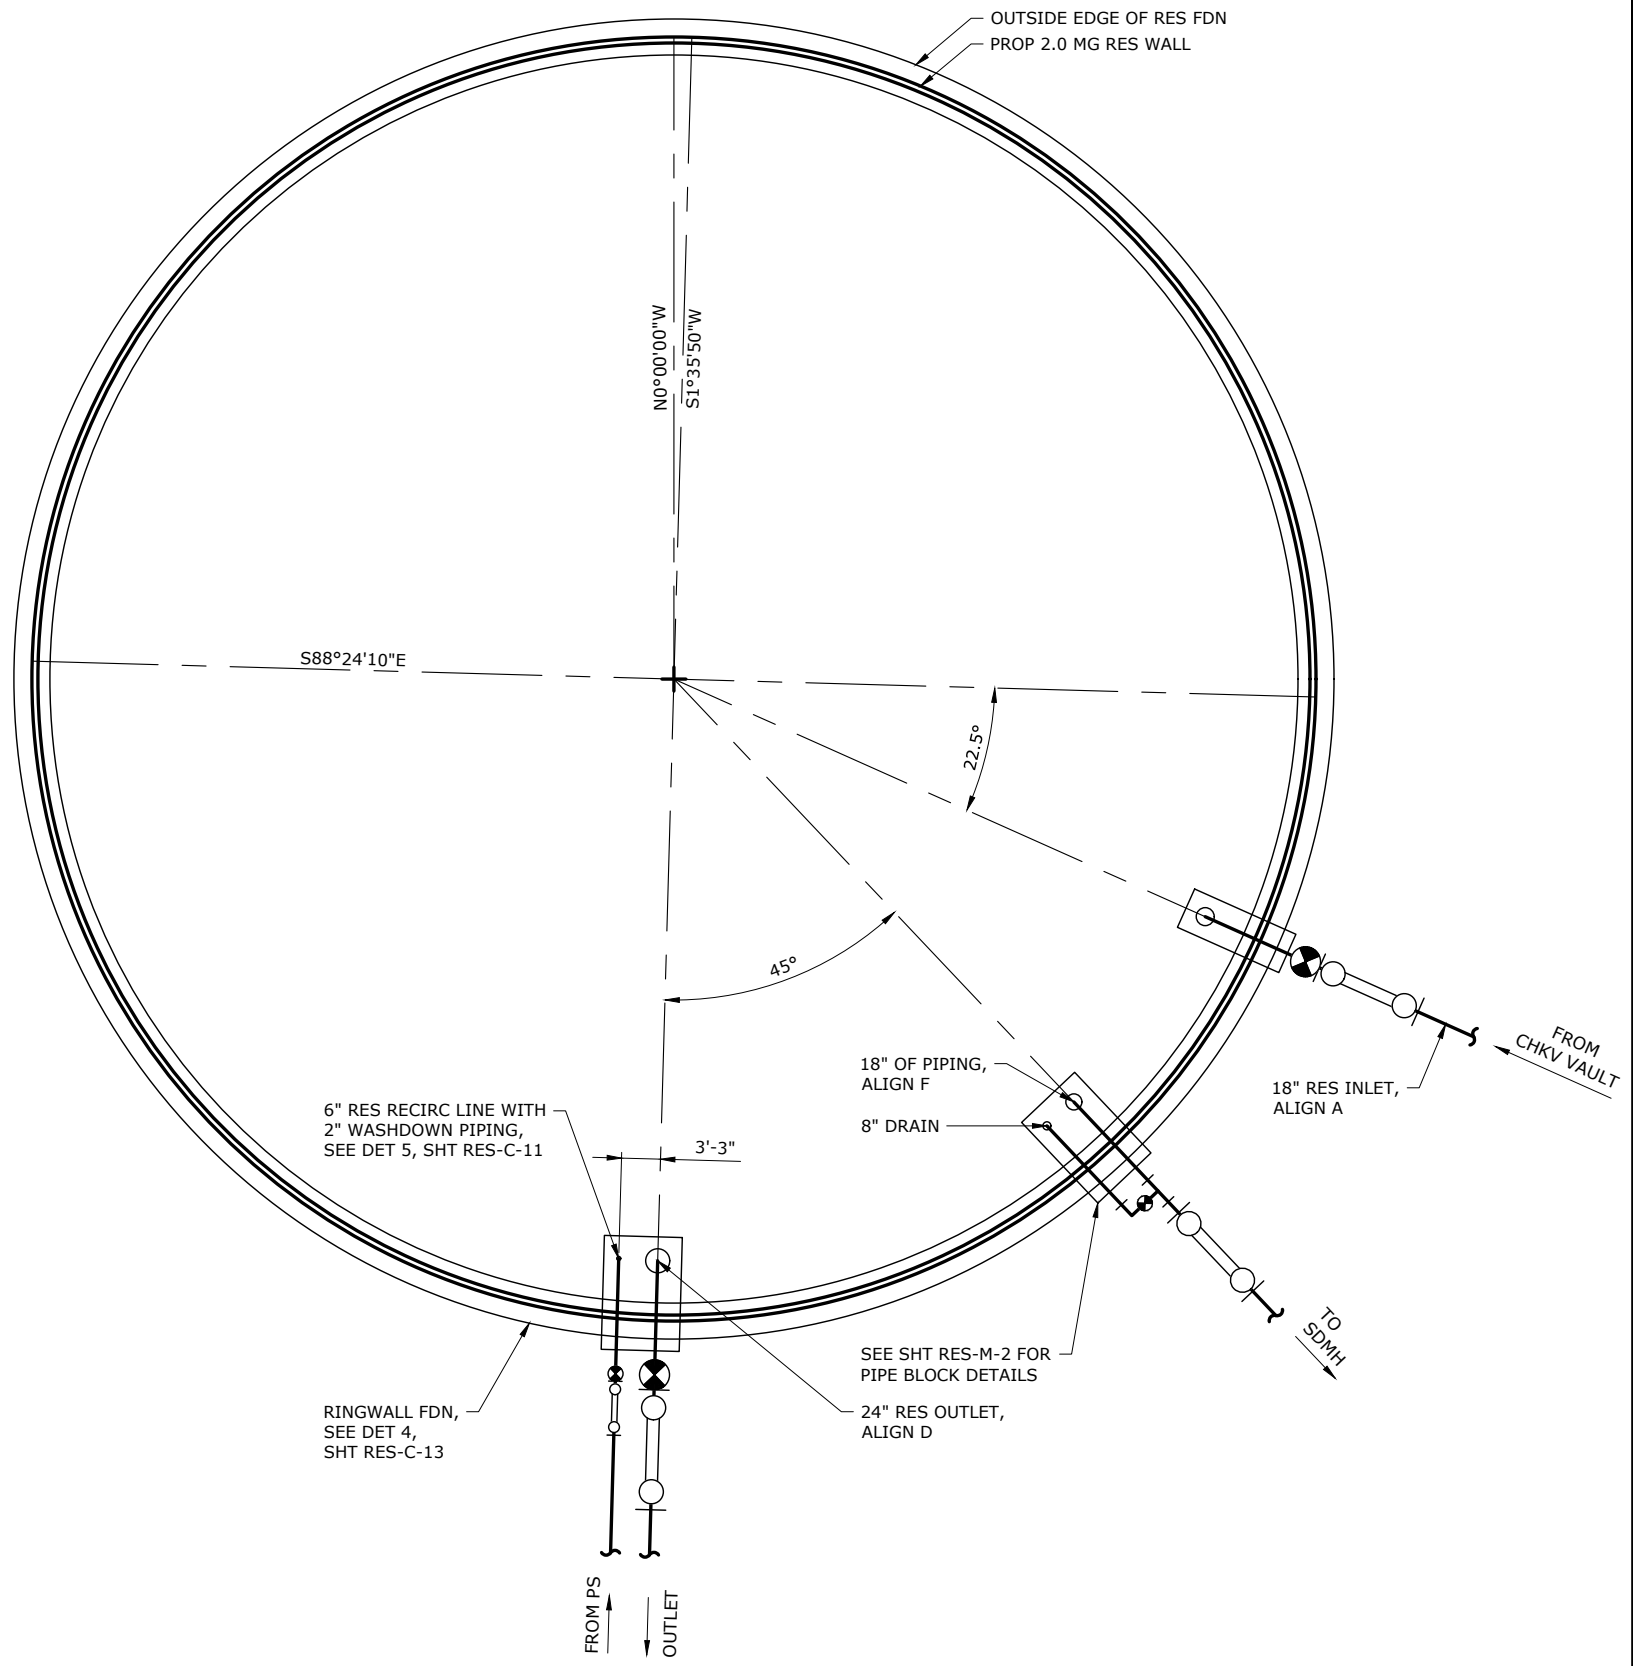 OUTSIDE EDGE OF RES FDN
PROP 2.0 MG RES WALL
N0°00'00"W
S1°35'50"W
S88°24'10"E
22.5°
45°
FROM
CHKV VAULT
18" RES INLET,
ALIGN A
18" OF PIPING,
ALIGN F
8" DRAIN
6" RES RECIRC LINE WITH
2" WASHDOWN PIPING,
SEE DET 5, SHT RES-C-11
3'-3"
TO
SDMH
SEE SHT RES-M-2 FOR
PIPE BLOCK DETAILS
RINGWALL FDN,
SEE DET 4,
SHT RES-C-13
24" RES OUTLET,
ALIGN D
FROM PS
OUTLET